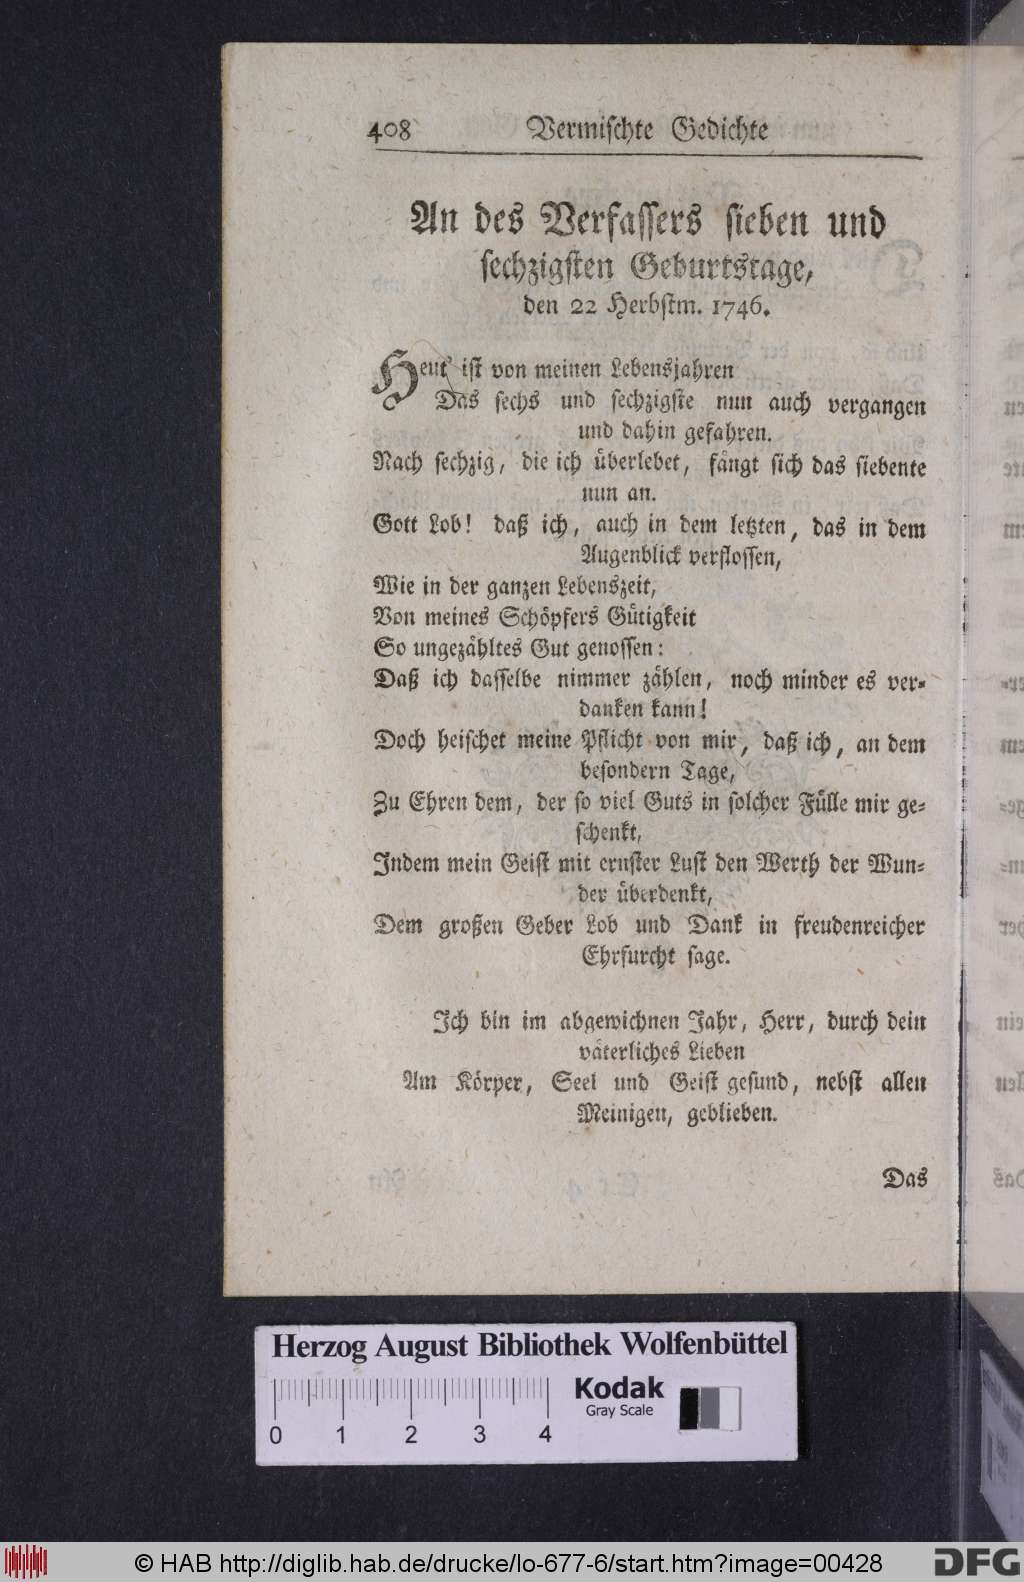 408 Vermischte Gedichte
An des Verfassers sieben und
sechzigsten Geburtstage,
den 22 Herbstm. 1746.
Heut' ist von meinen Lebensjahren
Das sechs und sechzigste nun auch vergangen
und dahin gefahren.
Nach sechzig, die ich überlebet, fängt sich das siebente
nun an.
Gott Lob! daß ich, auch in dem letzten, das in dem
Augenblick verflossen,
Wie in der ganzen Lebenszeit,
Von meines Schöpfers Gütigkeit
So ungezähltes Gut genossen:
Daß ich dasselbe nimmer zählen, noch minder es ver-
danken kann!
Doch heischet meine Pflicht von mir, daß ich, an dem
besondern Tage,
Zu Ehren dem, der so viel Guts in solcher Fülle mir ge-
schenkt,
Indem mein Geist mit ernster Lust den Werth der Wun-
der überdenkt,
Dem großen Geber Lob und Dank in freudenreicher
Ehrfurcht sage.
Ich bin im abgewichnen Jahr, Herr, durch dein
väterliches Lieben
Am Körper, Seel und Geist gesund, nebst allen
Meinigen, geblieben.
Das
Herzog August Bibliothek Wolfenbüttel
Kodak
Gray Scale
0 1 2 3 4
© HAB http://diglib.hab.de/drucke/lo-677-6/start.htm?image=00428
DFG